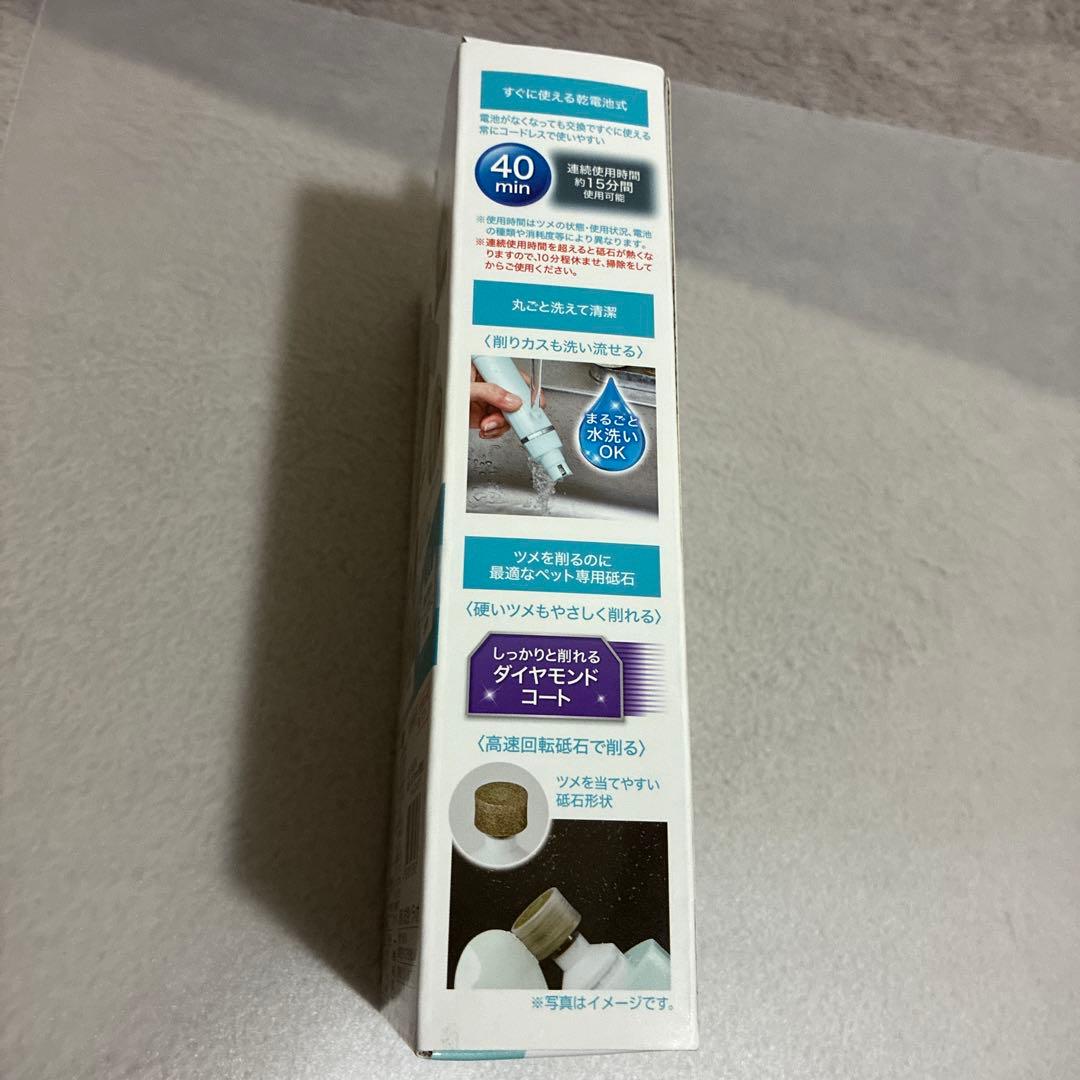 すぐに使える乾電池式
電池がなくなっても交換ですぐに使える
常にコードレスで使いやすい
40
min
連続使用時間
約15分間
使用可能
※使用時間はツメの状態・使用状況、電池
の種類や消耗度等により異なります。
※連続使用時間を超えると砥石が熱くな
りますので、10分程休ませ、掃除をして
からご使用ください。
丸ごと洗えて清潔
〈削りカスも洗い流せる〉
まるごと
水洗い
OK
ツメを削るのに
最適なペット専用砥石
〈硬いツメもやさしく削れる〉
しっかりと削れる
ダイヤモンド
コート
〈高速回転砥石で削る〉
ツメを当てやすい
砥石形状
※写真はイメージです。